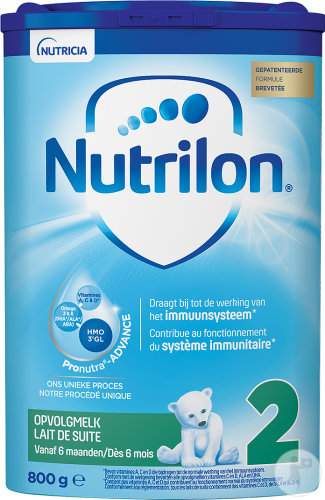 NUTRICIA
GEPATENTEERDE
FORMULE
BREVETÉE
Nutrilon®
Vitamines
A, C & D*
Omega
3 & 6
(DHA¹/ALA²/
ARA)
HMO
3'GL
Pronutra®-ADVANCE
Draagt bij tot de werking van
het immuunsysteem*
Contribue au fonctionnement
du système immunitaire*
ONS UNIEKE PROCES
NOTRE PROCÉDÉ UNIQUE
OPVOLGMELK
LAIT DE SUITE
Vanaf 6 maanden/Dès 6 mois
2
800 g e